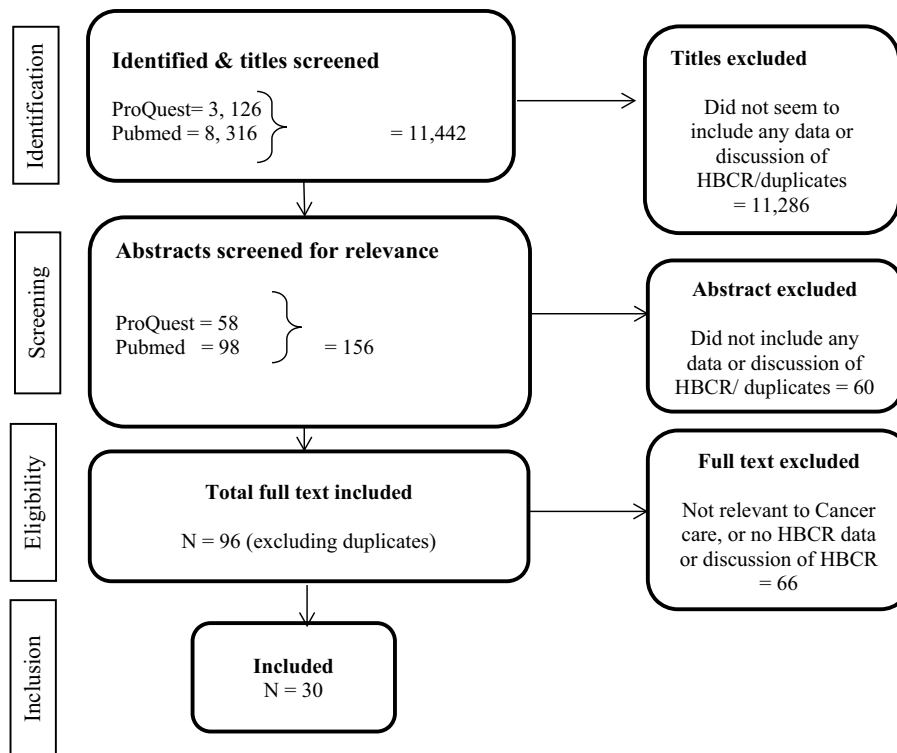 Identification
Identified & titles screened
ProQuest= 3, 126
Pubmed = 8, 316
= 11,442
Titles excluded
Did not seem to
include any data or
discussion of
HBCR/duplicates
= 11,286
Screening
Abstracts screened for relevance
ProQuest = 58
Pubmed = 98
= 156
Abstract excluded
Did not include any
data or discussion of
HBCR/ duplicates = 60
Eligibility
Total full text included
N = 96 (excluding duplicates)
Full text excluded
Not relevant to Cancer
care, or no HBCR data
or discussion of HBCR
= 66
Inclusion
Included
N = 30